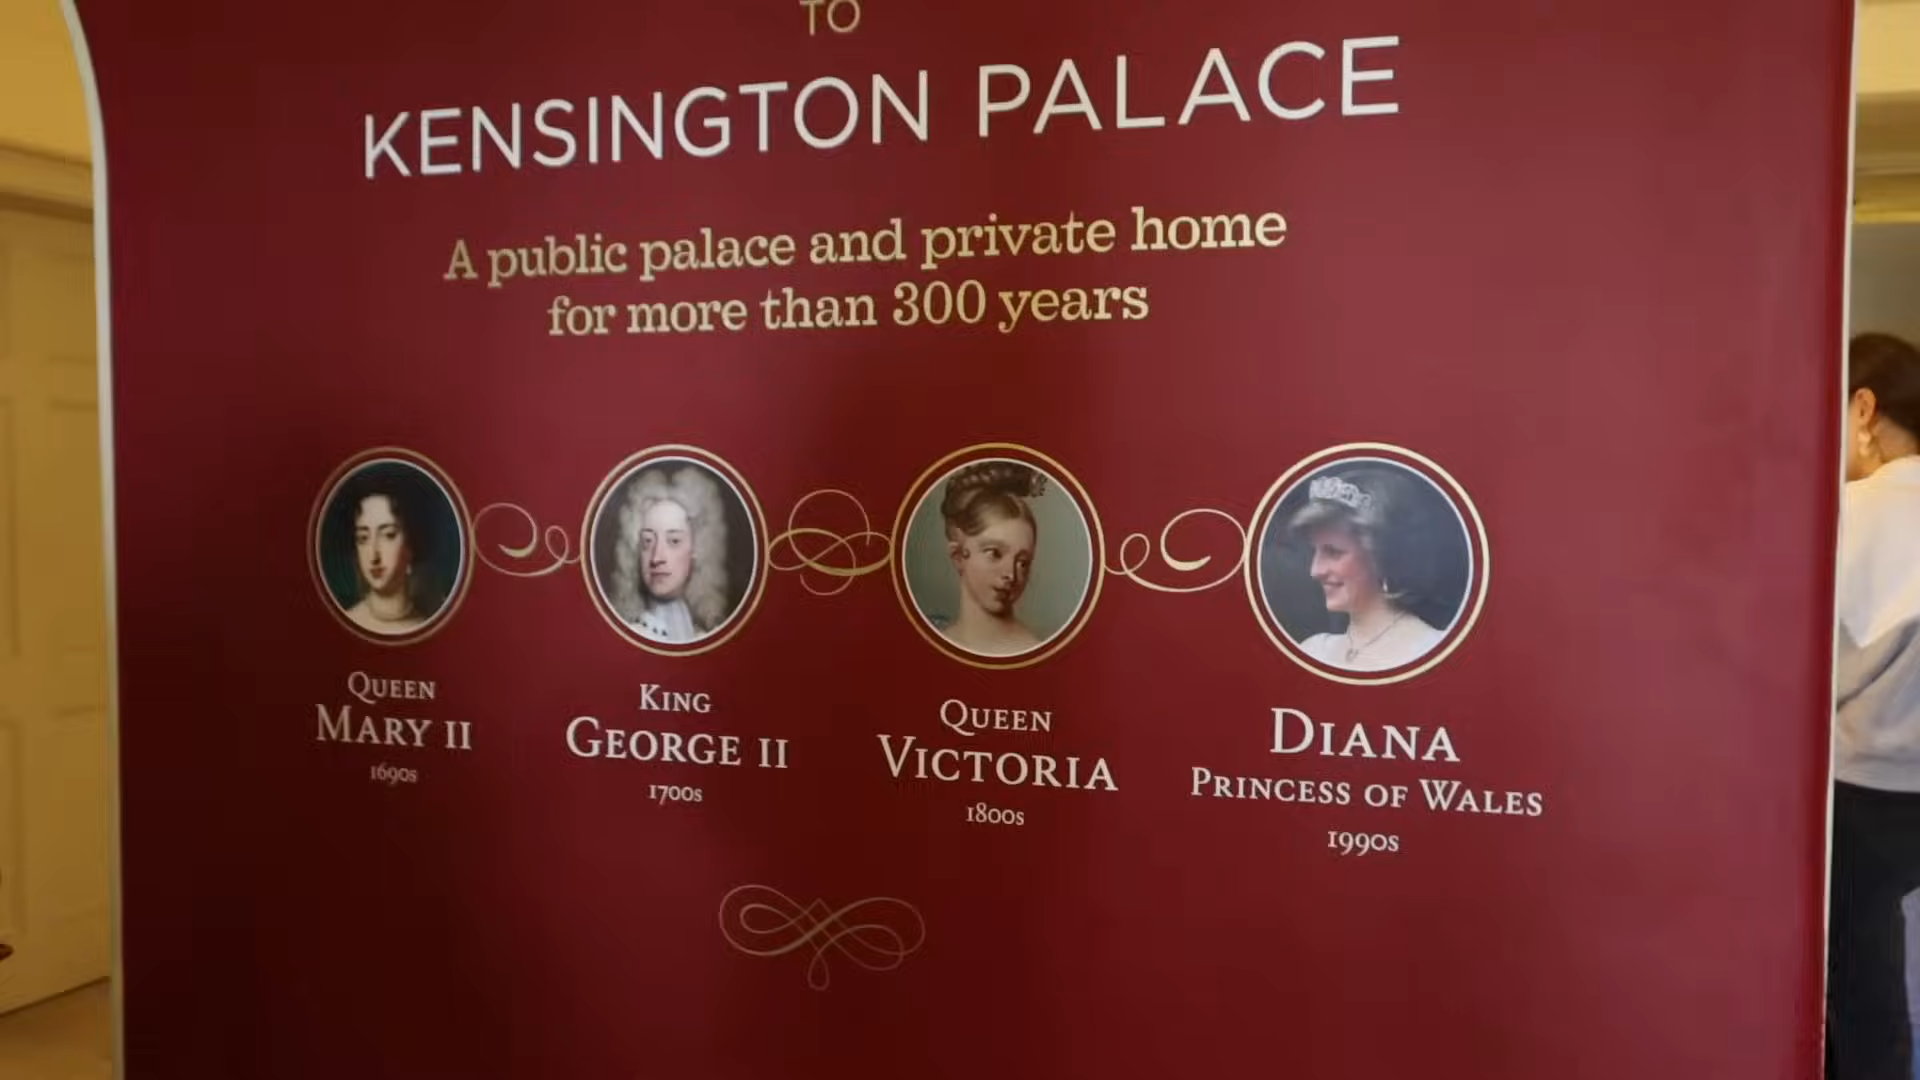 TO
KENSINGTON PALACE
A public palace and private home
for more than 300 years
QUEEN
MARY II
1690s
KING
GEORGE II
1700s
QUEEN
VICTORIA
1800s
DIANA
PRINCESS OF WALES
1990s